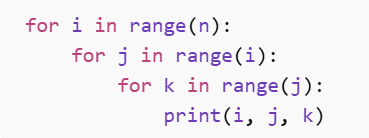 for i in range(n):
    for j in range(i):
        for k in range(j):
            print(i, j, k)